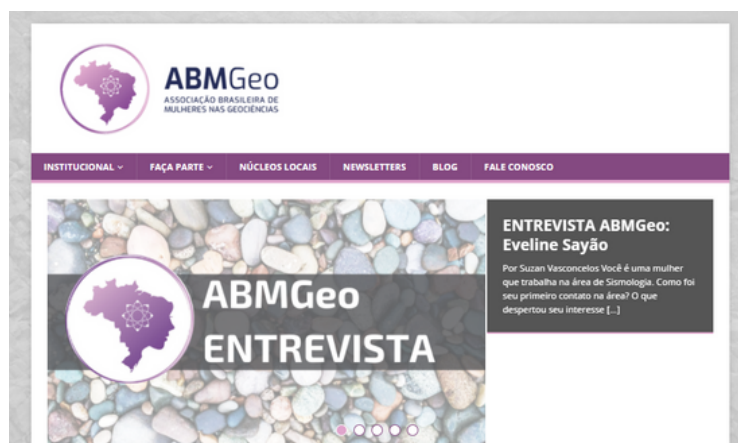 ABMGeo
ASSOCIAÇÃO BRASILEIRA DE
MULHERES NAS GEOCIÊNCIAS
INSTITUCIONAL FAÇA PARTE NÚCLEOS LOCAIS NEWSLETTERS BLOG FALE CONOSCO
ABMGeo
ENTREVISTA
ENTREVISTA ABMGeo:
Eveline Sayão
Por Suzan Vasconcelos Você é uma mulher
que trabalha na área de Sismologia. Como foi
seu primeiro contato na área? O que
despertou seu interesse [...]